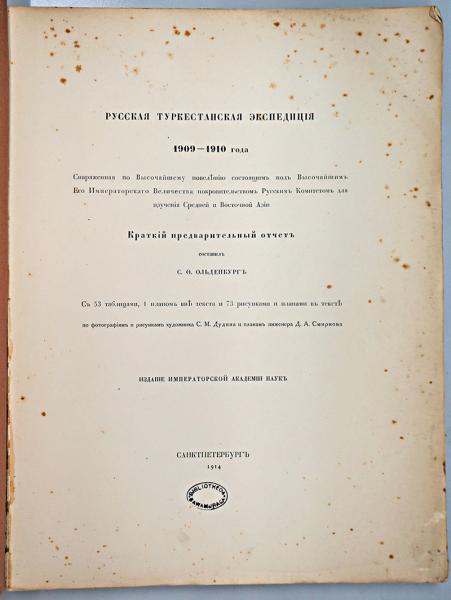 РУССКАЯ ТУРКЕСТАНСКАЯ ЭКСПЕДИЦІЯ
1909—1910 года
Снаряженная по Высочайшему повелѣнію состоящимъ подъ Высочайшимъ
Его Императорскаго Величества покровительствомъ Русскимъ Комитетомъ для
изученія Средней и Восточной Азіи
Краткій предварительный отчетъ
составилъ
С. Ѳ. ОЛЬДЕНБУРГЪ
Съ 53 таблицами, 1 планомъ внѣ текста и 73 рисунками и планами въ текстѣ
по фотографіямъ и рисункамъ художника С. М. Дудина и планамъ инженера Д. А. Смирнова
ИЗДАНІЕ ИМПЕРАТОРСКОЙ АКАДЕМІИ НАУКЪ
САНКТПЕТЕРБУРГЪ
1914
BIBLIOTHECA